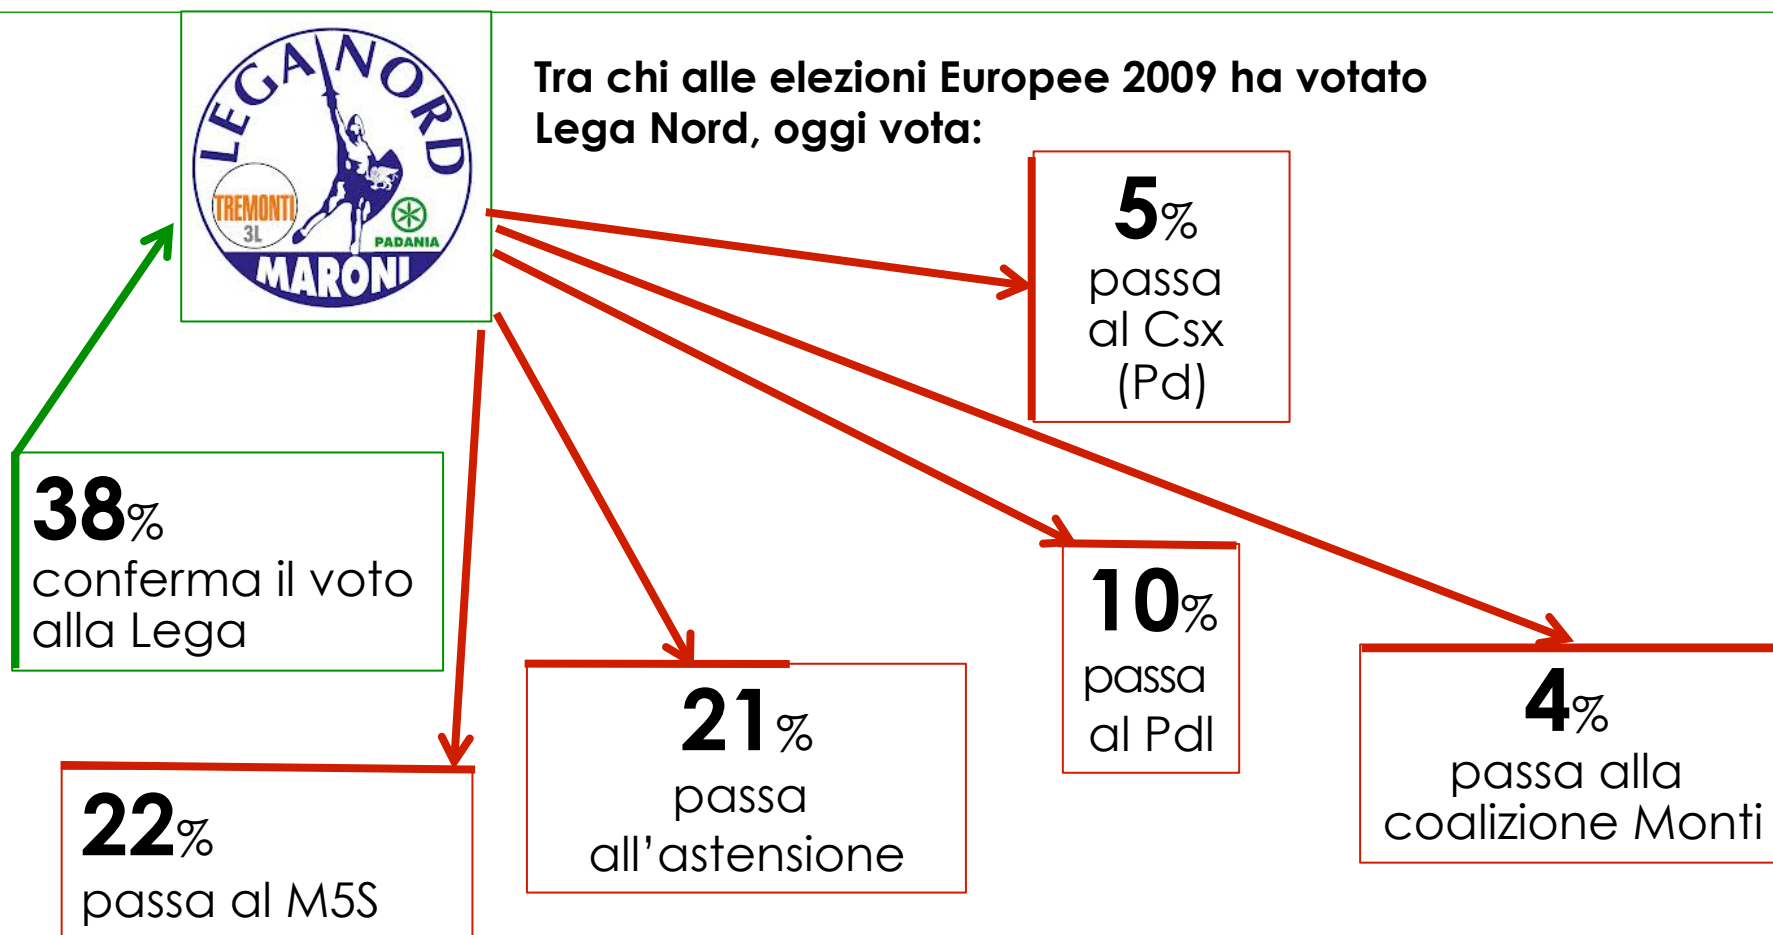 LEGA NORD
TREMONTI
3L
PADANIA
MARONI
Tra chi alle elezioni Europee 2009 ha votato
Lega Nord, oggi vota:
5%
passa
al Csx
(Pd)
38%
conferma il voto
alla Lega
10%
passa
al Pdl
21%
passa
all’astensione
4%
passa alla
coalizione Monti
22%
passa al M5S